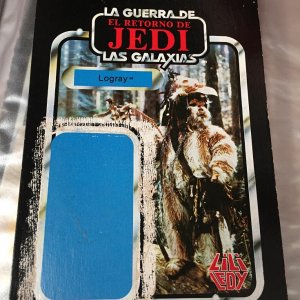 LA GUERRA DE
EL RETORNO DE
JEDI
LAS GALAXIAS
Logray™
LILI
LEDY